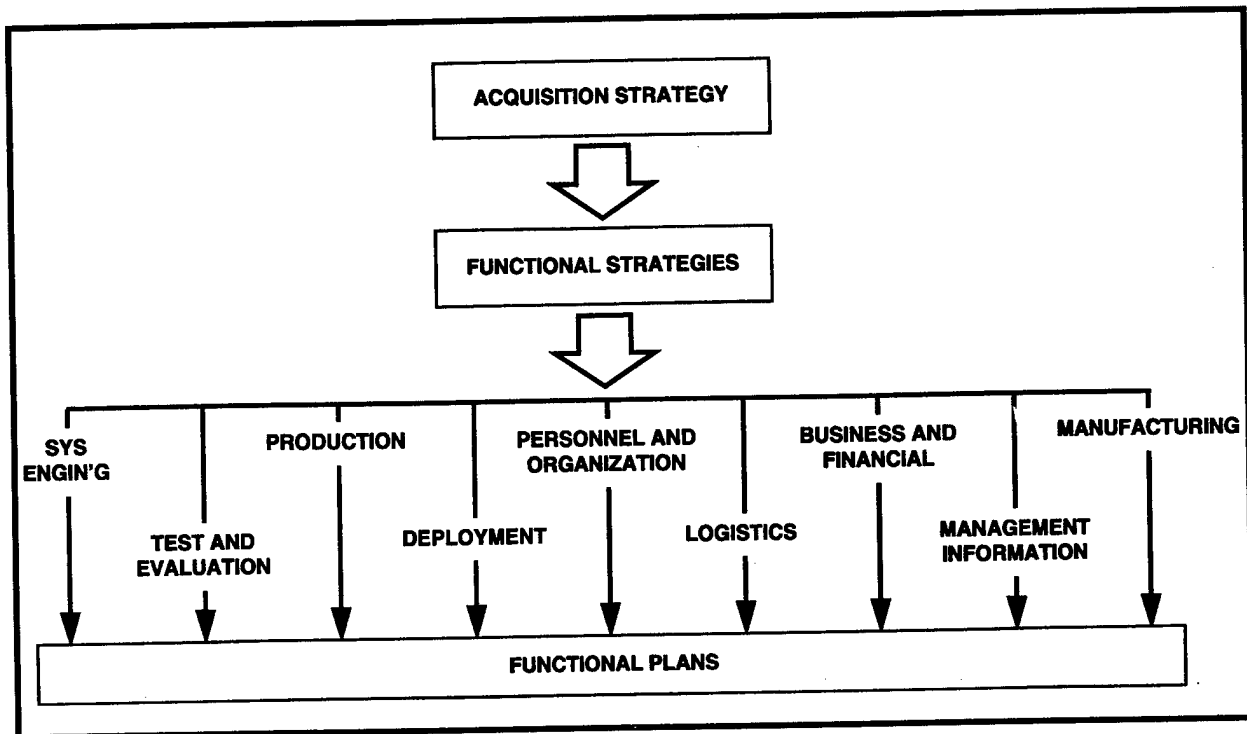 ACQUISITION STRATEGY
FUNCTIONAL STRATEGIES
SYS
ENGIN'G
TEST AND
EVALUATION
PRODUCTION
DEPLOYMENT
PERSONNEL AND
ORGANIZATION
LOGISTICS
BUSINESS AND
FINANCIAL
MANAGEMENT
INFORMATION
MANUFACTURING
FUNCTIONAL PLANS